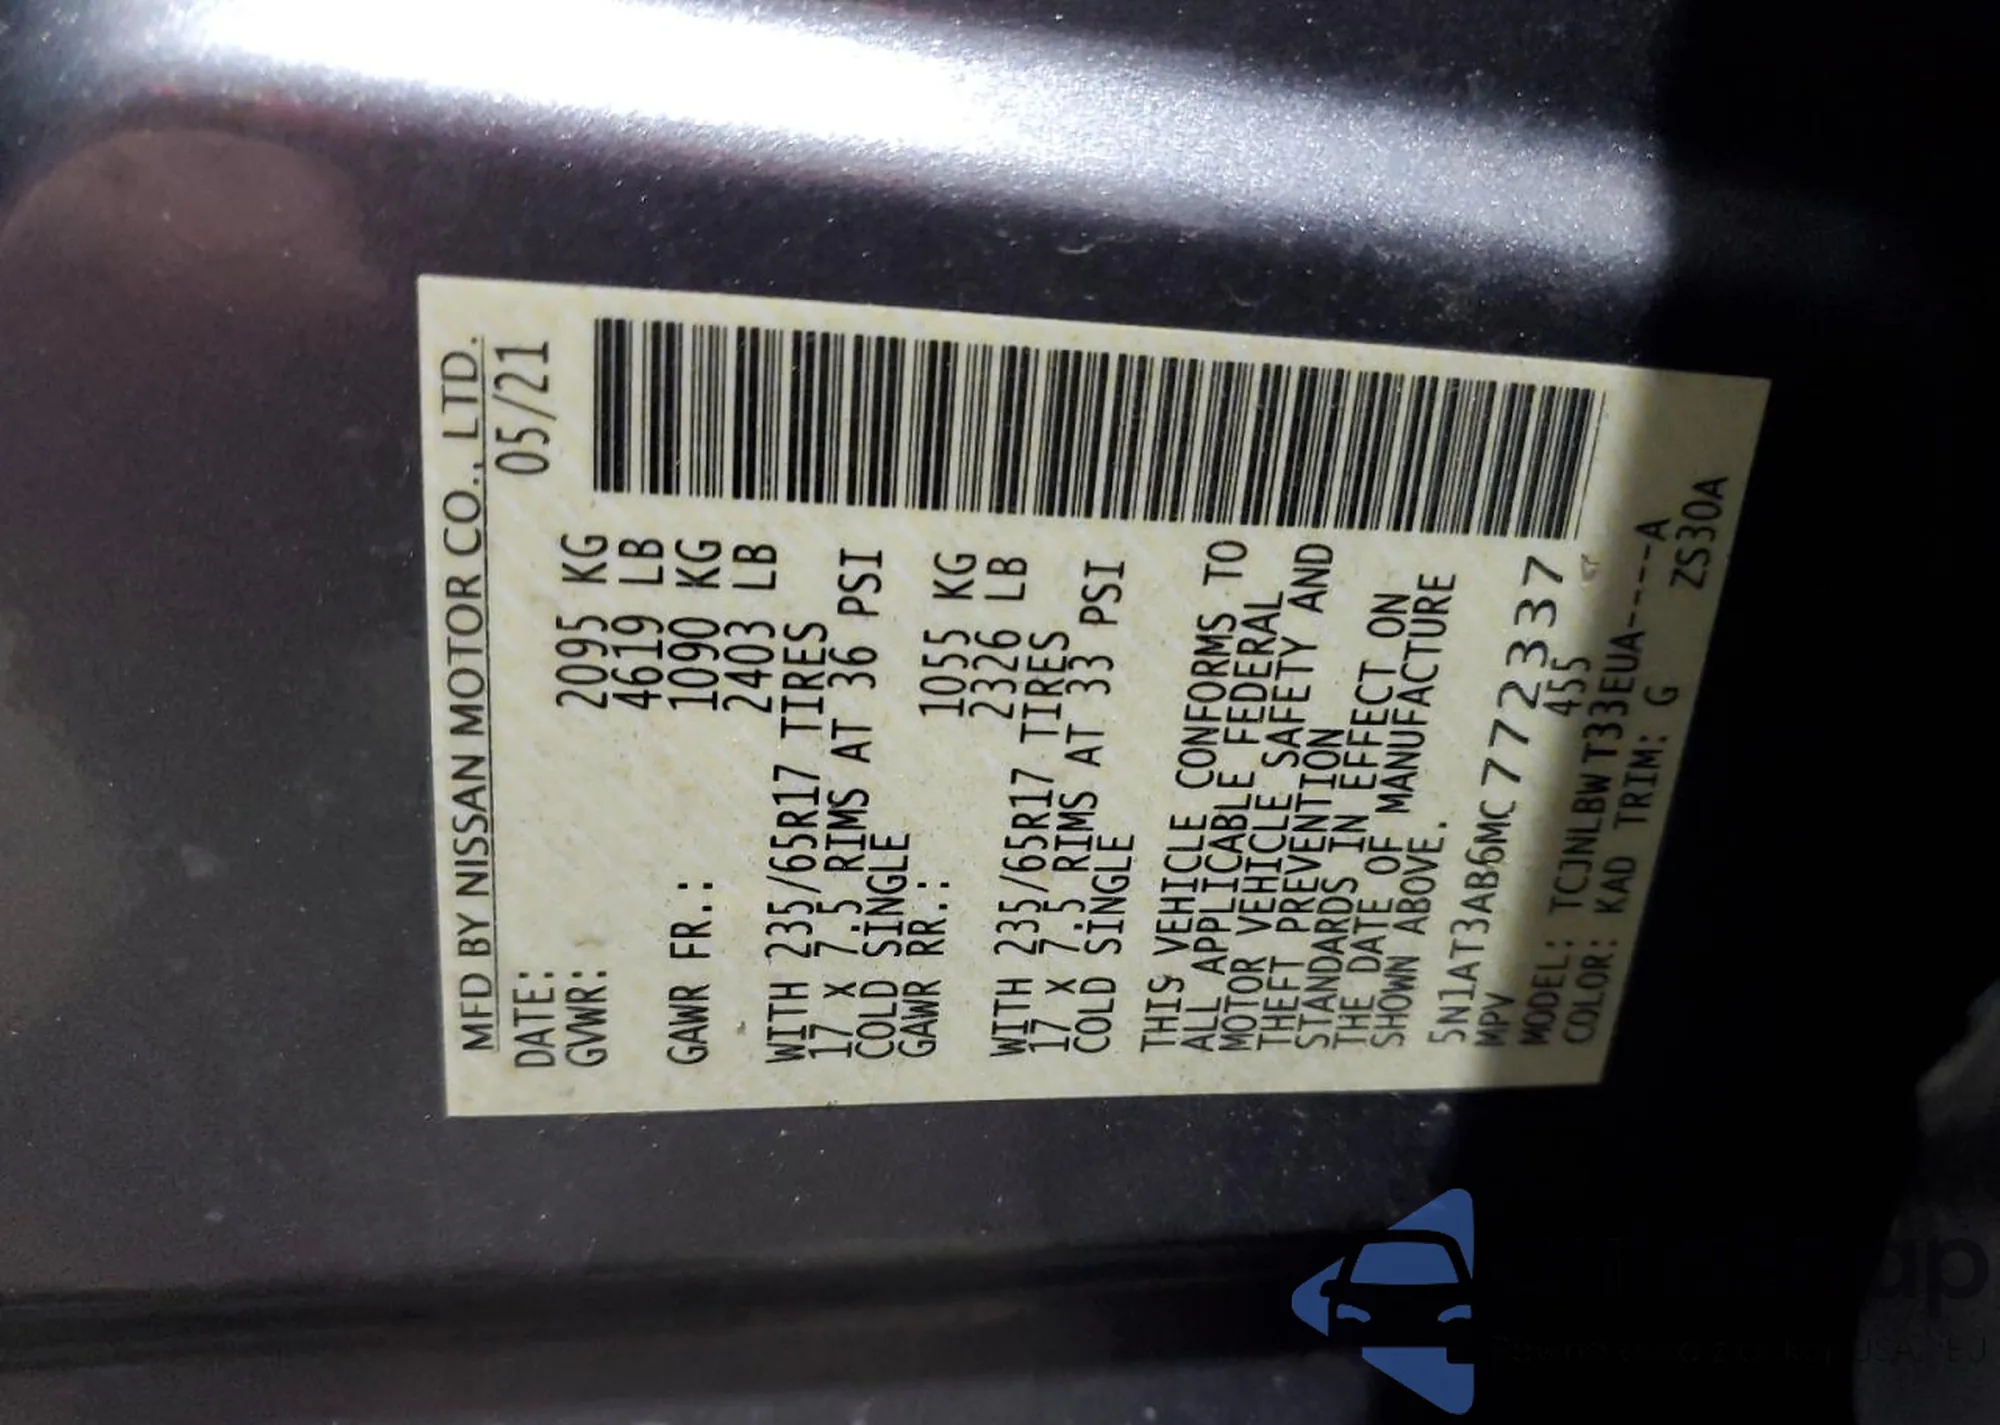 MFD BY NISSAN MOTOR CO., LTD.
DATE: 05/21
GVWR: 2095 KG
4619 LB
GAWR FR.: 1090 KG
2403 LB
WITH 235/65R17 TIRES
17 X 7.5 RIMS AT 36 PSI
COLD SINGLE
GAWR RR.: 1055 KG
2326 LB
WITH 235/65R17 TIRES
17 X 7.5 RIMS AT 33 PSI
COLD SINGLE
THIS VEHICLE CONFORMS TO
ALL APPLICABLE FEDERAL
MOTOR VEHICLE SAFETY AND
THEFT PREVENTION
STANDARDS IN EFFECT ON
THE DATE OF MANUFACTURE
SHOWN ABOVE.
5N1AT3AB6MC772337
MPV 455
MODEL: TCJNLBWT33EUA-----A
COLOR: KAD TRIM: G
ZS30A